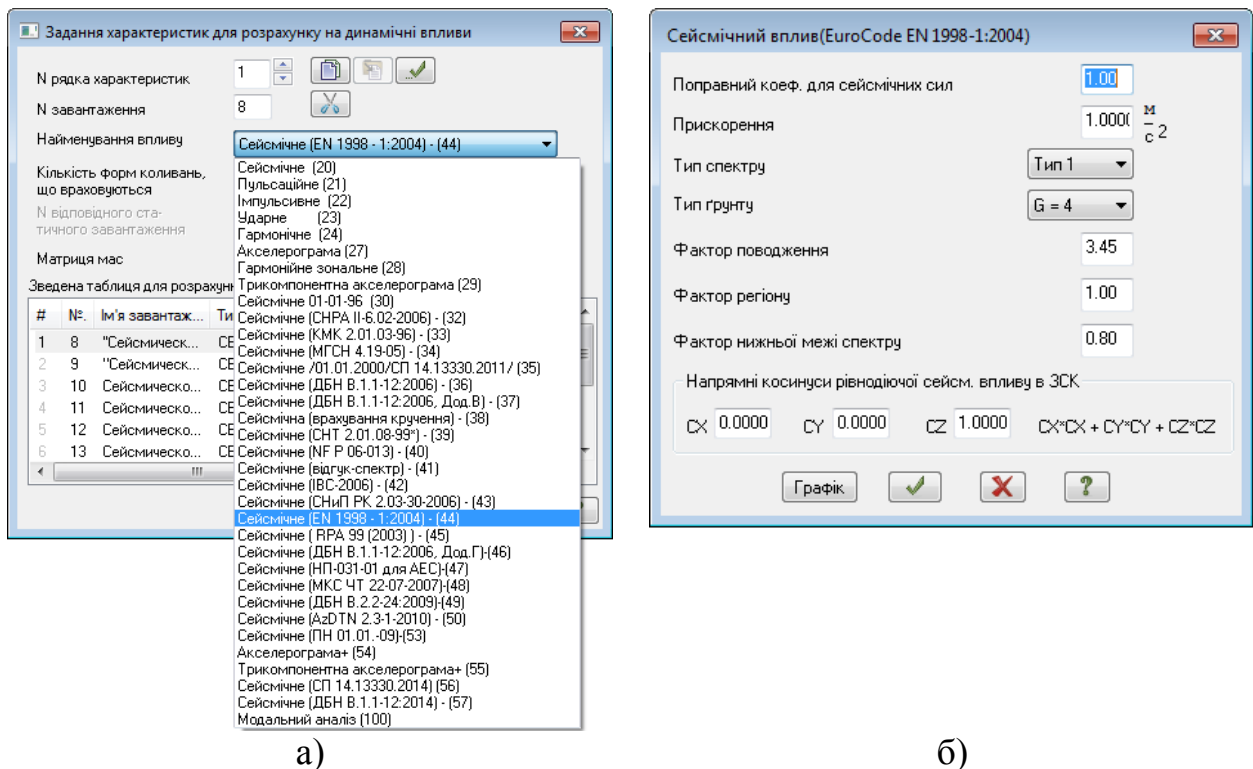 Задання характеристик для розрахунку на динамічні впливи
N рядка характеристик
1
N завантаження
8
Найменування впливу
Сейсмічне (EN 1998 - 1:2004) - (44)
Кількість форм коливань,
що враховуються
N відповідного ста-
тичного завантаження
Матриця мас
Зведена таблиця для розрахун
# №. Ім'я завантаж... Ти
1 8 "Сейсмическ... СЕ
2 9 "Сейсмическ... СЕ
3 10 Сейсмическо... СЕ
4 11 Сейсмическо... СЕ
5 12 Сейсмическо... СЕ
6 13 Сейсмическо... СЕ
Сейсмічне (20)
Пульсаційне (21)
Імпульсивне (22)
Ударне (23)
Гармонічне (24)
Акселерограма (27)
Гармонійне зональне (28)
Трикомпонентна акселерограма (29)
Сейсмічне 01-01-96 (30)
Сейсмічне (СНРА II-6.02-2006) - (32)
Сейсмічне (КМК 2.01.03-96) - (33)
Сейсмічне (МГСН 4.19-05) - (34)
Сейсмічне /01.01.2000/СП 14.13330.2011/ (35)
Сейсмічне (ДБН В.1.1-12:2006) - (36)
Сейсмічне (ДБН В.1.1-12:2006, Дод.В) - (37)
Сейсмічна (врахування кручення) - (38)
Сейсмічне (СНТ 2.01.08-99*) - (39)
Сейсмічне (NF P 06-013) - (40)
Сейсмічне (відгук-спектр) - (41)
Сейсмічне (IBC-2006) - (42)
Сейсмічне (СНиП РК 2.03-30-2006) - (43)
Сейсмічне (EN 1998 - 1:2004) - (44)
Сейсмічне ( RPA 99 (2003) ) - (45)
Сейсмічне (ДБН В.1.1-12:2006, Дод.Г)-(46)
Сейсмічне (НП-031-01 для АЕС)-(47)
Сейсмічне (МКС ЧТ 22-07-2007)-(48)
Сейсмічне (ДБН В.2.2-24:2009)-(49)
Сейсмічне (AzDTN 2.3-1-2010) - (50)
Сейсмічне (ПН 01.01.-09)-(53)
Акселерограма+ (54)
Трикомпонентна акселерограма+ (55)
Сейсмічне (СП 14.13330.2014) (56)
Сейсмічне (ДБН В.1.1-12:2014) - (57)
Модальний аналіз (100)
а)
Сейсмічний вплив(EuroCode EN 1998-1:2004)
Поправний коеф. для сейсмічних сил
1.00
Прискорення
1.000( м/с2
Тип спектру
Тип 1
Тип ґрунту
G = 4
Фактор поводження
3.45
Фактор регіону
1.00
Фактор нижньої межі спектру
0.80
Напрямні косинуси рівнодіючої сейсм. впливу в ЗСК
CX 0.0000 CY 0.0000 CZ 1.0000 CX*CX + CY*CY + CZ*CZ
Графік
?
б)